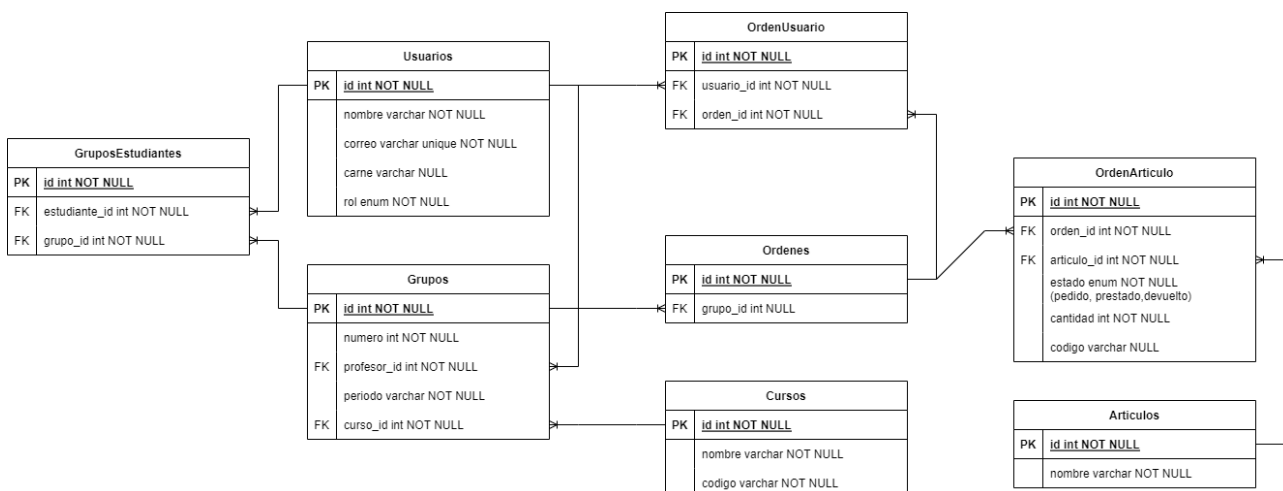 GruposEstudiantes
PK id int NOT NULL
FK estudiante_id int NOT NULL
FK grupo_id int NOT NULL
Usuarios
PK id int NOT NULL
nombre varchar NOT NULL
correo varchar unique NOT NULL
carne varchar NULL
rol enum NOT NULL
Grupos
PK id int NOT NULL
numero int NOT NULL
FK profesor_id int NOT NULL
periodo varchar NOT NULL
FK curso_id int NOT NULL
OrdenUsuario
PK id int NOT NULL
FK usuario_id int NOT NULL
FK orden_id int NOT NULL
Ordenes
PK id int NOT NULL
FK grupo_id int NULL
Cursos
PK id int NOT NULL
nombre varchar NOT NULL
codigo varchar NOT NULL
OrdenArticulo
PK id int NOT NULL
FK orden_id int NOT NULL
FK articulo_id int NOT NULL
estado enum NOT NULL
(pedido, prestado,devuelto)
cantidad int NOT NULL
codigo varchar NULL
Articulos
PK id int NOT NULL
nombre varchar NOT NULL